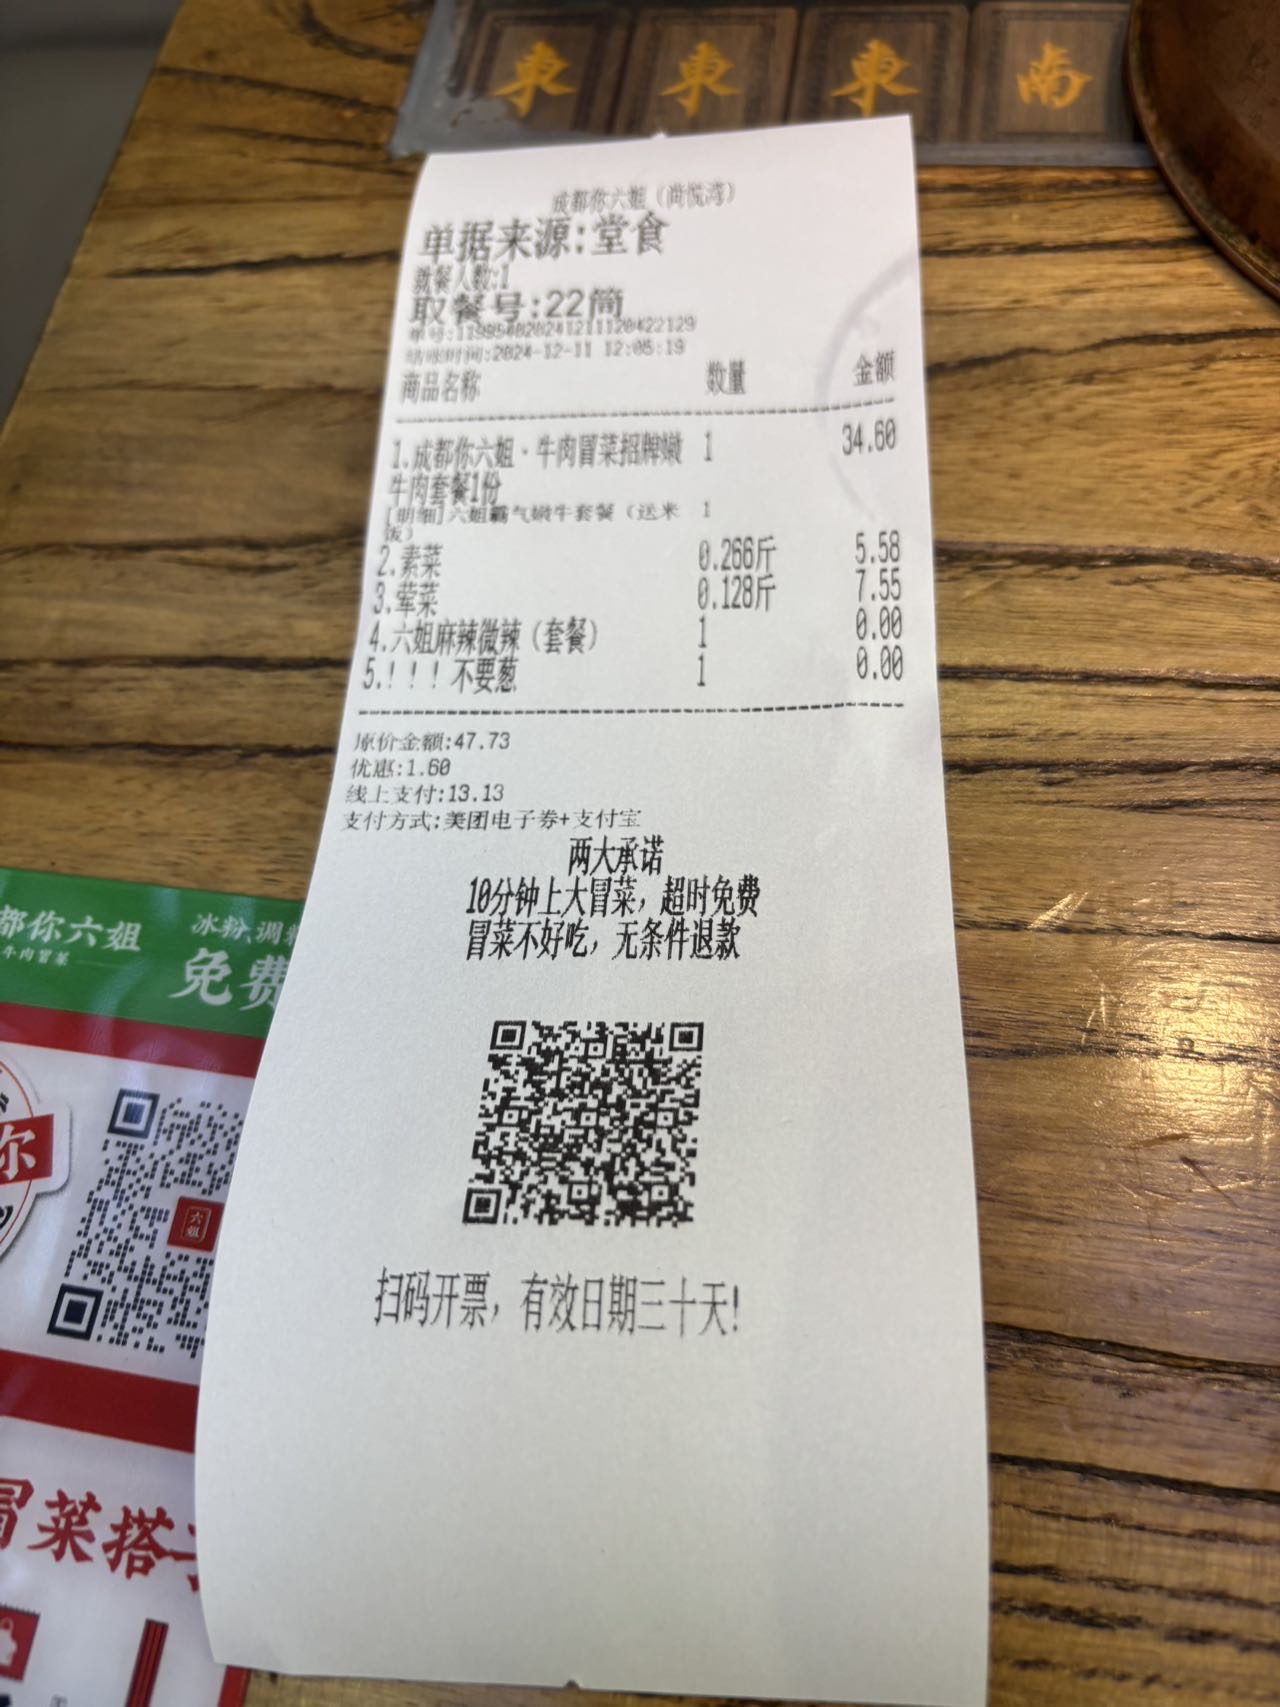 東 東 東 南
成都你六姐（尚悦湾）
单据来源:堂食
就餐人数:1
取餐号:22筒
结账时间:2024-12-11 12:05:19
商品名称 数量 金额
1.成都你六姐·牛肉冒菜招牌嫩 1 34.60
牛肉套餐1份
[明细]六姐霸气嫩牛套餐（送米 1
饭）
2.素菜 0.266斤 5.58
3.荤菜 0.128斤 7.55
4.六姐麻辣微辣（套餐） 1 0.00
5.！！！不要葱 1 0.00
原价金额:47.73
优惠:1.60
线上支付:13.13
支付方式:美团电子券+支付宝
两大承诺
10分钟上大冒菜，超时免费
冒菜不好吃，无条件退款
扫码开票，有效日期三十天!
都你六姐
牛肉冒菜
冰粉、调
免费
你
六姐
冒菜搭